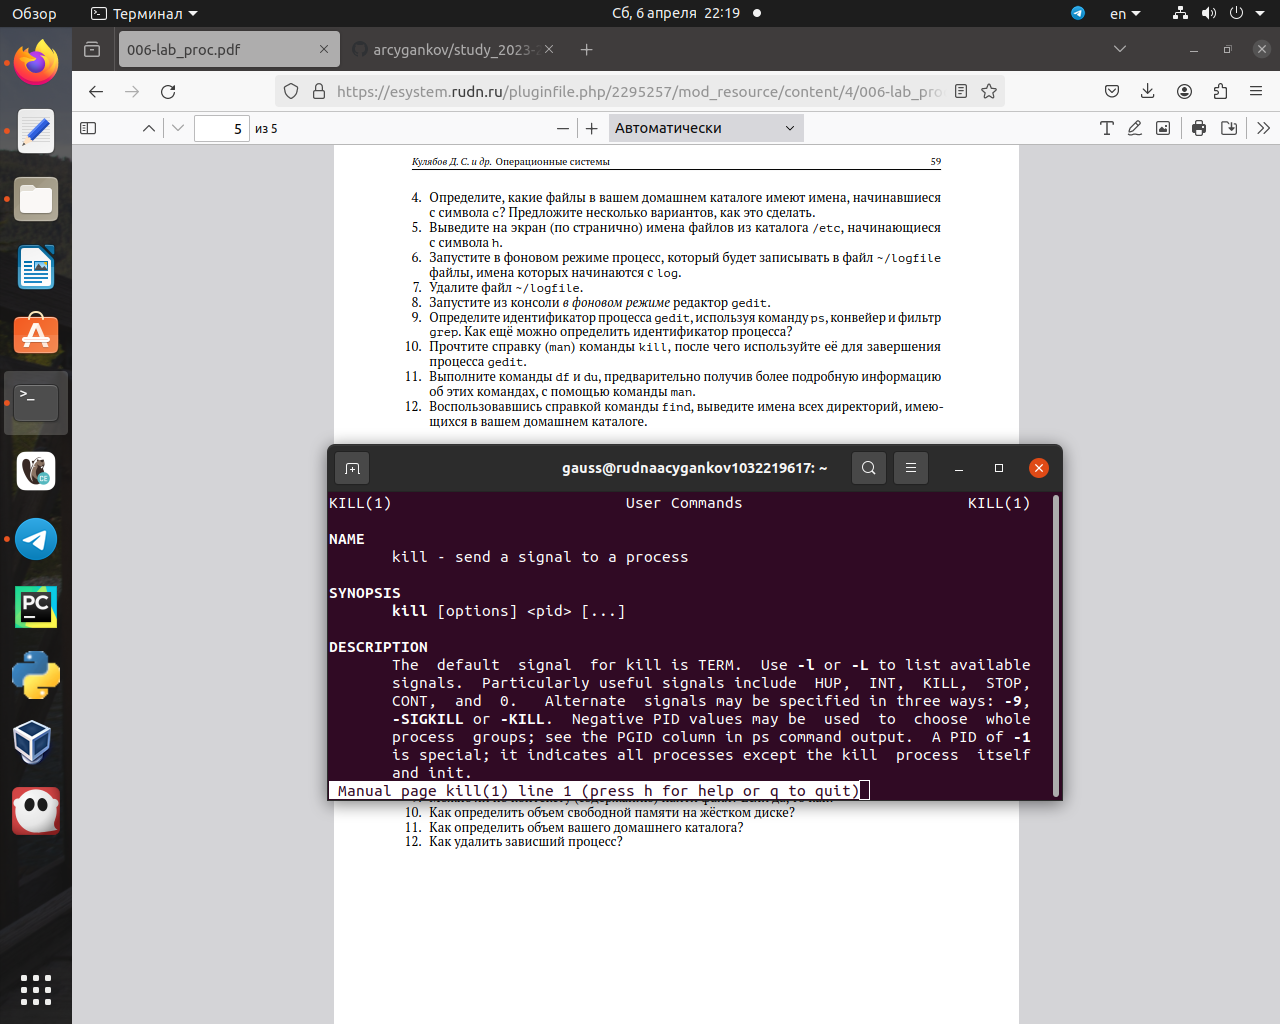 Обзор
Терминал
Сб, 6 апреля 22:19
en
006-lab_proc.pdf
arcygankov/study_2023-2
https://esystem.rudn.ru/pluginfile.php/2295257/mod_resource/content/4/006-lab_pro
5 из 5
Автоматически
Кулябов Д. С. и др. Операционные системы 59
4. Определите, какие файлы в вашем домашнем каталоге имеют имена, начинавшиеся
с символа c? Предложите несколько вариантов, как это сделать.
5. Выведите на экран (по странично) имена файлов из каталога /etc, начинающиеся
с символа h.
6. Запустите в фоновом режиме процесс, который будет записывать в файл ~/logfile
файлы, имена которых начинаются с log.
7. Удалите файл ~/logfile.
8. Запустите из консоли в фоновом режиме редактор gedit.
9. Определите идентификатор процесса gedit, используя команду ps, конвейер и фильтр
grep. Как ещё можно определить идентификатор процесса?
10. Прочтите справку (man) команды kill, после чего используйте её для завершения
процесса gedit.
11. Выполните команды df и du, предварительно получив более подробную информацию
об этих командах, с помощью команды man.
12. Воспользовавшись справкой команды find, выведите имена всех директорий, имею-
щихся в вашем домашнем каталоге.
gauss@rudnaacygankov1032219617: ~
KILL(1) User Commands KILL(1)
NAME
kill - send a signal to a process
SYNOPSIS
kill [options] <pid> [...]
DESCRIPTION
The default signal for kill is TERM. Use -l or -L to list available
signals. Particularly useful signals include HUP, INT, KILL, STOP,
CONT, and 0. Alternate signals may be specified in three ways: -9,
-SIGKILL or -KILL. Negative PID values may be used to choose whole
process groups; see the PGID column in ps command output. A PID of -1
is special; it indicates all processes except the kill process itself
and init.
Manual page kill(1) line 1 (press h for help or q to quit)
10. Как определить объем свободной памяти на жёстком диске?
11. Как определить объем вашего домашнего каталога?
12. Как удалить зависший процесс?
>_
CE
PC